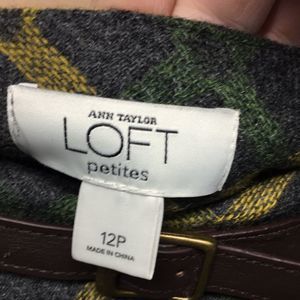 ANN TAYLOR
LOFT
petites
12P
MADE IN CHINA